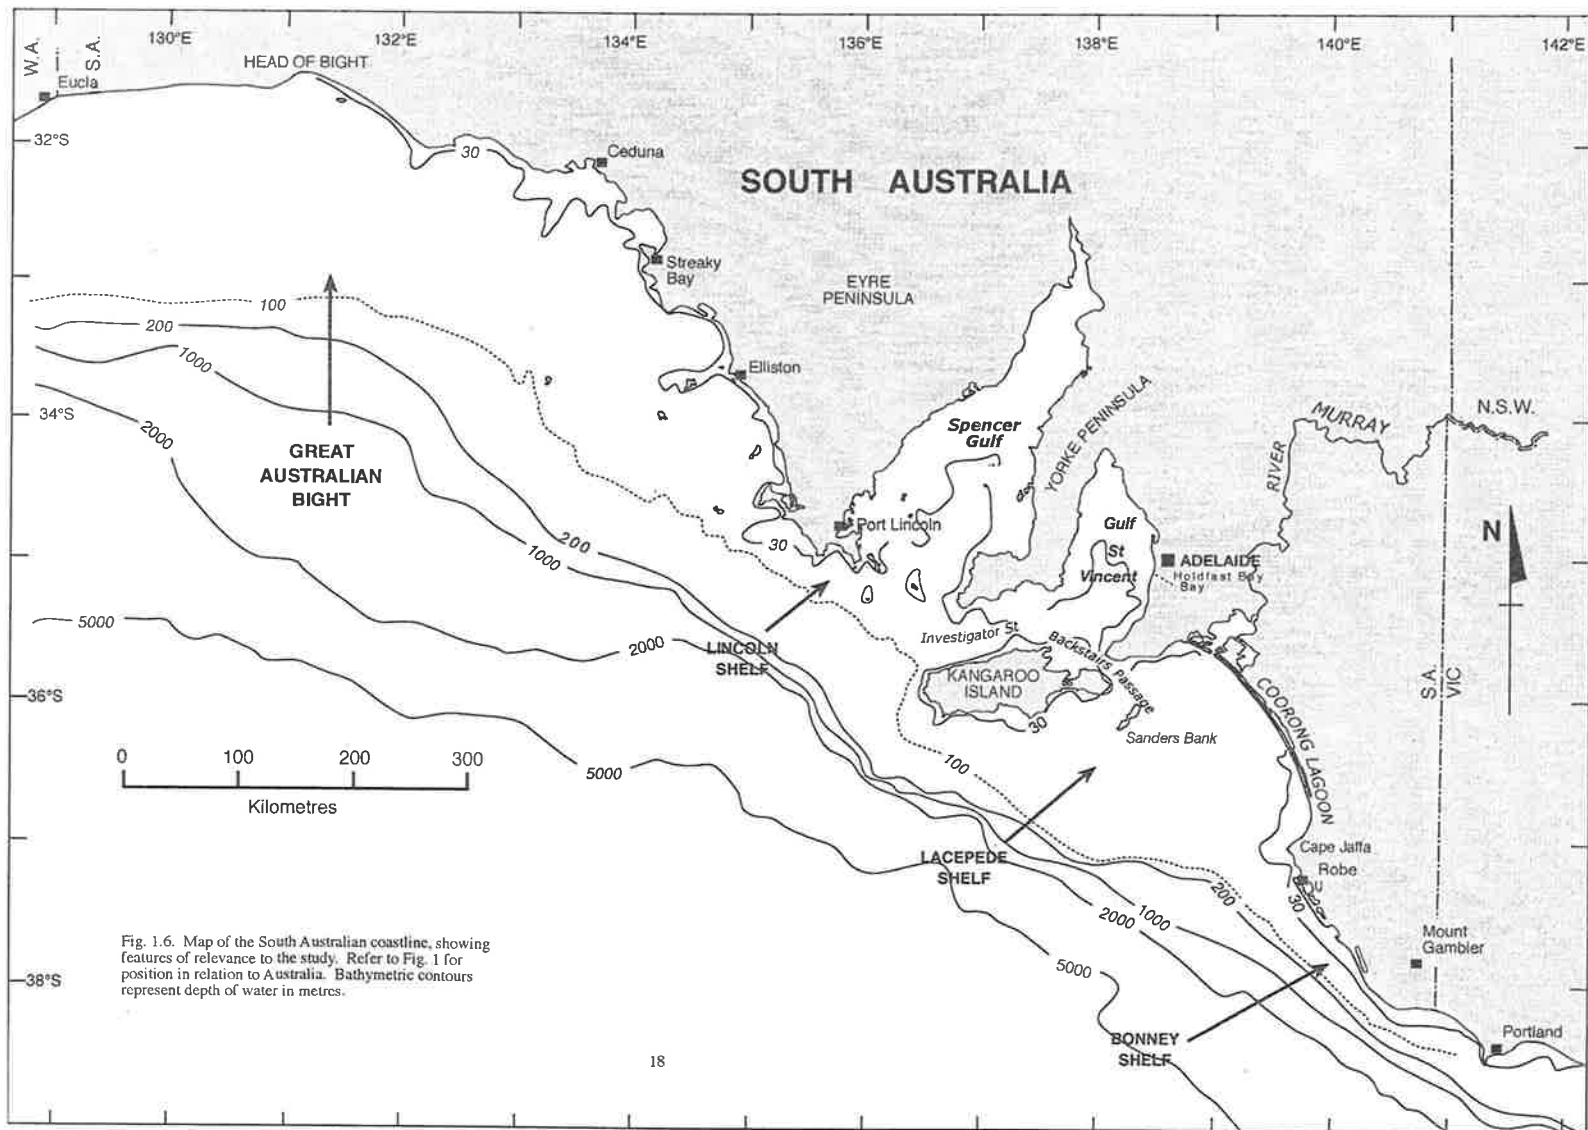 130°E
132°E
134°E
136°E
138°E
140°E
142°E
W.A.
S.A.
HEAD OF BIGHT
Eucla
32°S
30
Ceduna
SOUTH AUSTRALIA
Streaky
Bay
EYRE
PENINSULA
100
200
1000
2000
Elliston
34°S
GREAT
AUSTRALIAN
BIGHT
Spencer
Gulf
YORKE PENINSULA
MURRAY
RIVER
N.S.W.
Port Lincoln
30
200
1000
Gulf
St
Vincent
ADELAIDE
Holdfast Bay
Bay
N
5000
2000
LINCOLN
SHELF
Investigator St
Backstairs Passage
KANGAROO
ISLAND
30
Sanders Bank
COORONG LAGOON
S.A.
VIC
36°S
0
100
200
300
Kilometres
5000
100
LACEPEDE
SHELF
Cape Jaffa
Robe
30
200
1000
2000
5000
Mount
Gambler
Fig. 1.6. Map of the South Australian coastline, showing
features of relevance to the study. Refer to Fig. 1 for
position in relation to Australia. Bathymetric contours
represent depth of water in metres.
38°S
BONNEY
SHELF
Portland
18